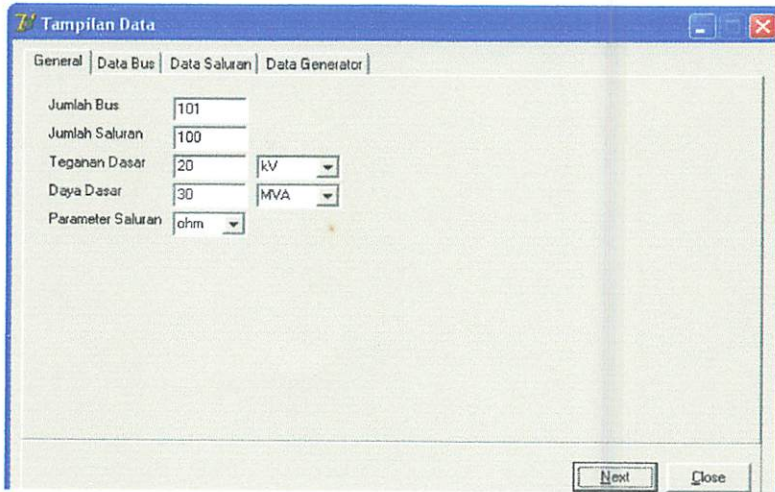 Tampilan Data
General Data Bus Data Saluran Data Generator
Jumlah Bus 101
Jumlah Saluran 100
Teganan Dasar 20 kV
Daya Dasar 30 MVA
Parameter Saluran ohm
Next Close